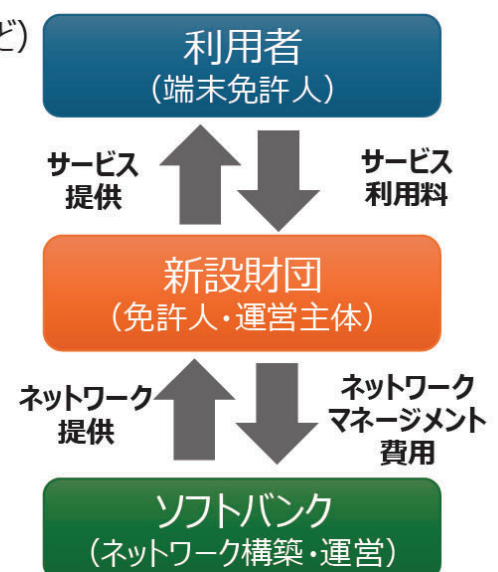 ど)
利用者
（端末免許人）
サービス
提供
サービス
利用料
新設財団
（免許人・運営主体）
ネットワーク
提供
ネットワーク
マネージメント
費用
ソフトバンク
（ネットワーク構築・運営）